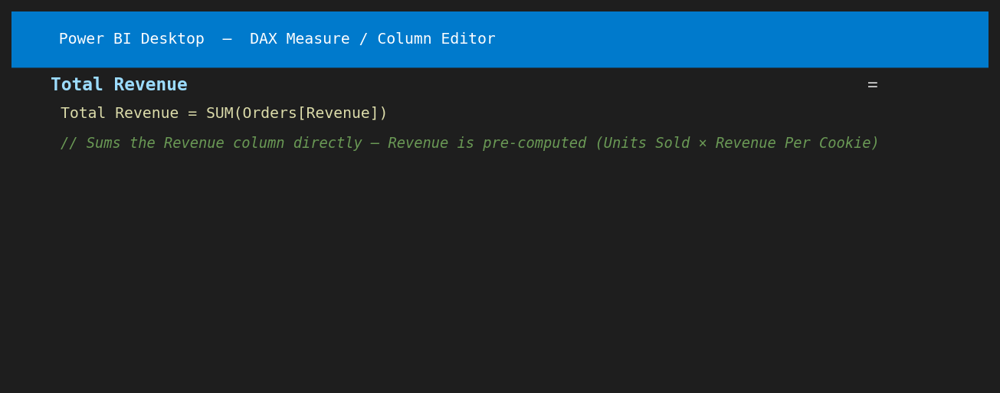 Power BI Desktop — DAX Measure / Column Editor
Total Revenue =
Total Revenue = SUM(Orders[Revenue])
// Sums the Revenue column directly — Revenue is pre-computed (Units Sold × Revenue Per Cookie)